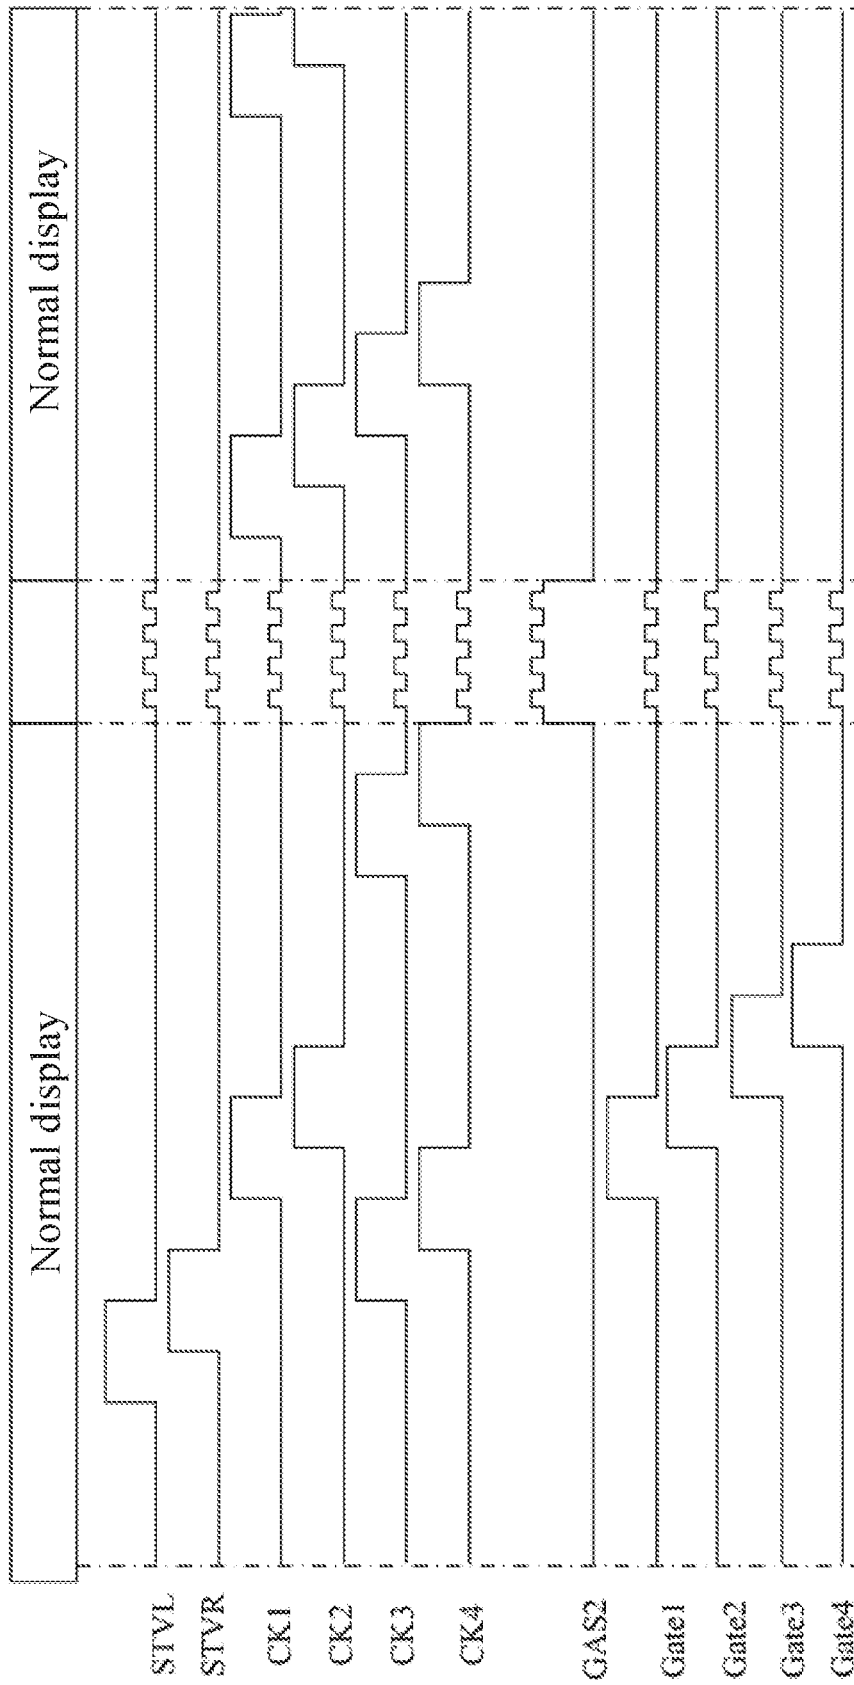 Normal display
Normal display
STVL
STVR
CK1
CK2
CK3
CK4
GAS2
Gate1
Gate2
Gate3
Gate4